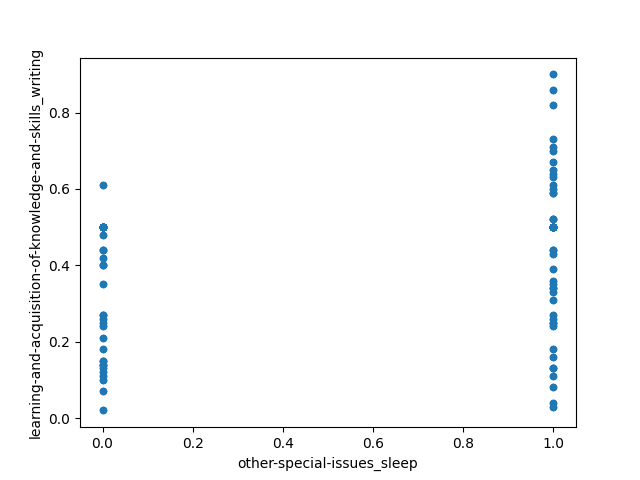 learning-and-acquisition-of-knowledge-and-skills_writing
0.8
0.6
0.4
0.2
0.0
0.0 0.2 0.4 0.6 0.8 1.0
other-special-issues_sleep